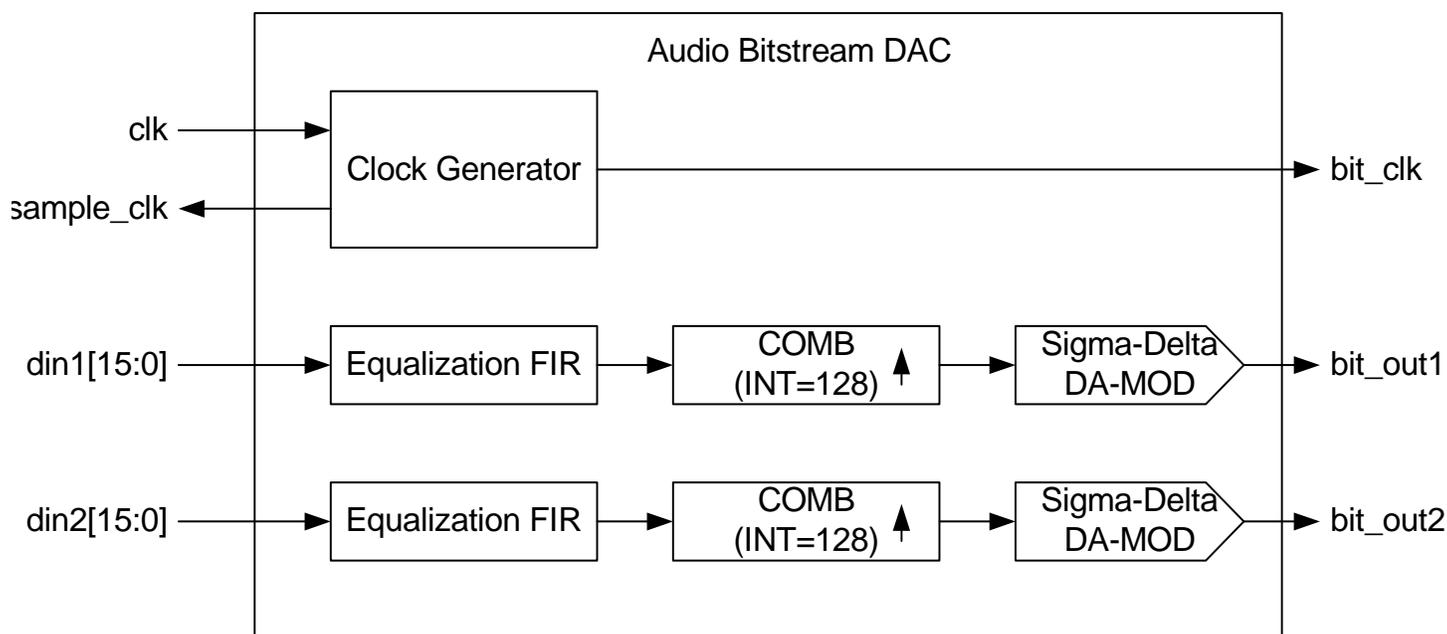 Audio Bitstream DAC
clk
Clock Generator
bit_clk
sample_clk
din1[15:0]
Equalization FIR
COMB
(INT=128)
Sigma-Delta
DA-MOD
bit_out1
din2[15:0]
Equalization FIR
COMB
(INT=128)
Sigma-Delta
DA-MOD
bit_out2